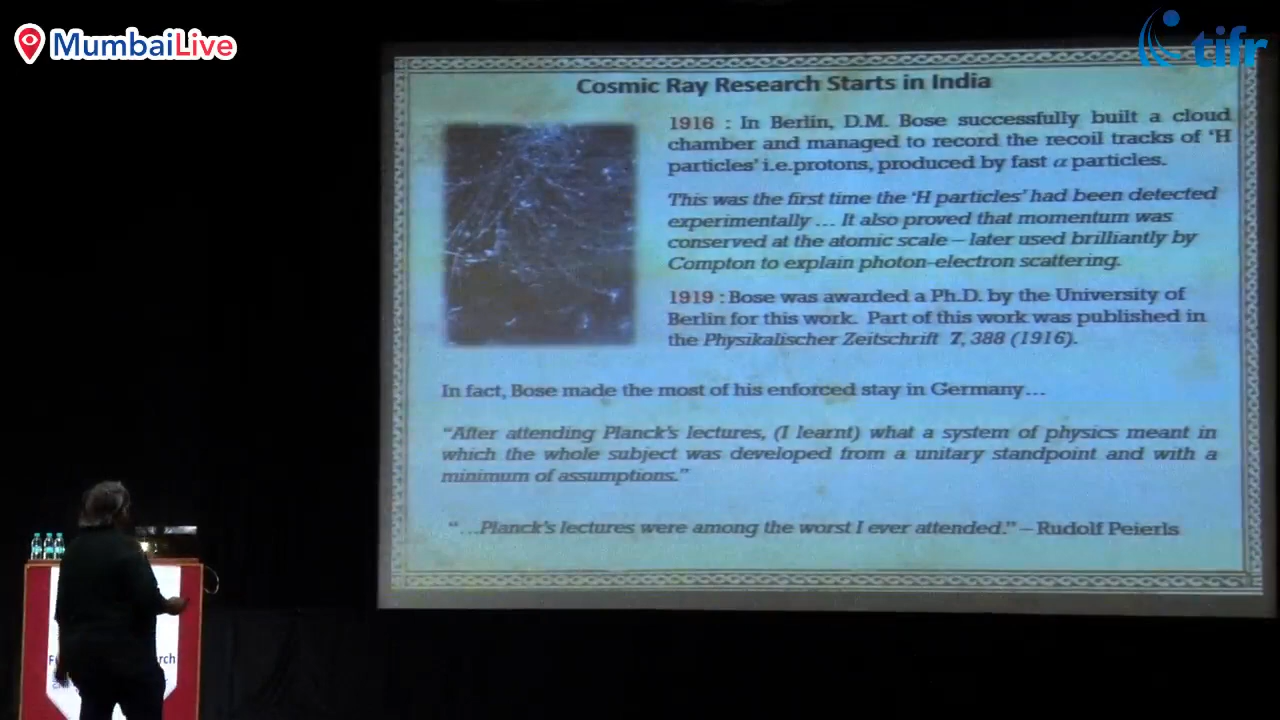 MumbaiLive
tifr
Cosmic Ray Research Starts in India
1916 : In Berlin, D.M. Bose successfully built a cloud
chamber and managed to record the recoil tracks of ‘H
particles’ i.e.protons, produced by fast α particles.
This was the first time the ‘H particles’ had been detected
experimentally … It also proved that momentum was
conserved at the atomic scale – later used brilliantly by
Compton to explain photon-electron scattering.
1919 : Bose was awarded a Ph.D. by the University of
Berlin for this work. Part of this work was published in
the Physikalischer Zeitschrift 7, 388 (1916).
In fact, Bose made the most of his enforced stay in Germany…
“After attending Planck’s lectures, (I learnt) what a system of physics meant in
which the whole subject was developed from a unitary standpoint and with a
minimum of assumptions.”
“…Planck’s lectures were among the worst I ever attended.” – Rudolf Peierls